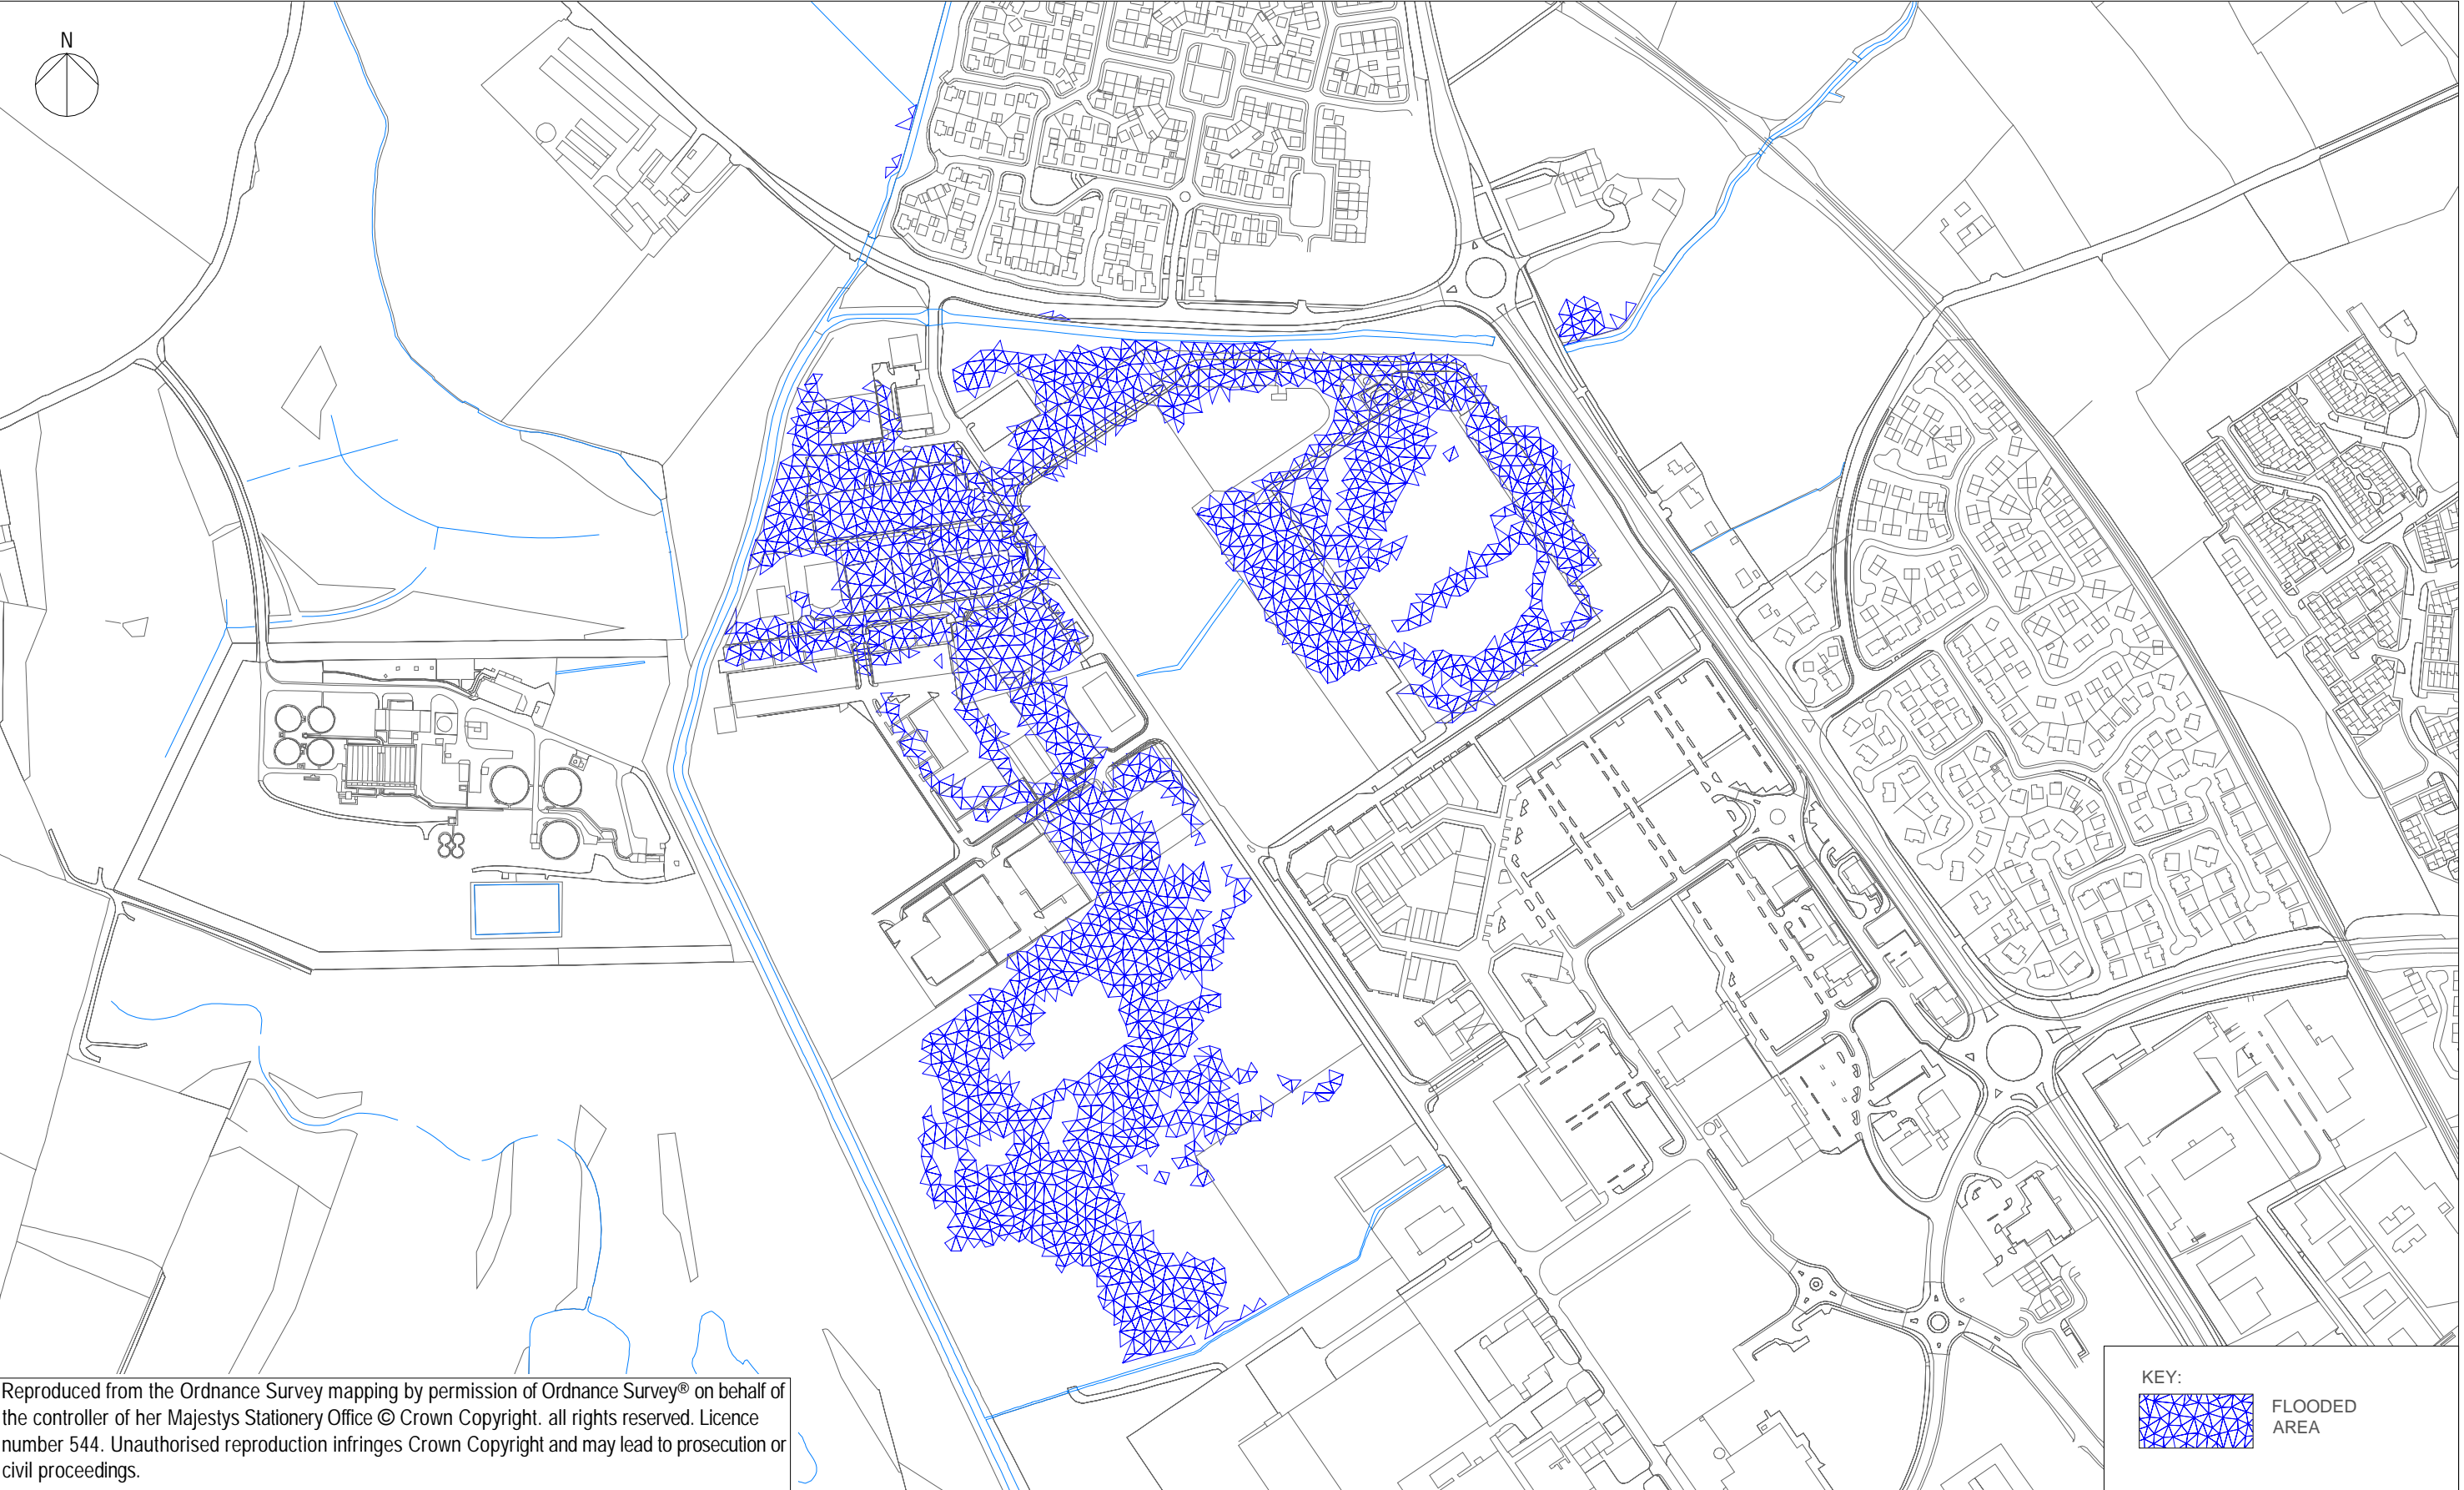 N
Reproduced from the Ordnance Survey mapping by permission of Ordnance Survey® on behalf of
the controller of her Majestys Stationery Office © Crown Copyright. all rights reserved. Licence
number 544. Unauthorised reproduction infringes Crown Copyright and may lead to prosecution or
civil proceedings.
KEY:
FLOODED
AREA